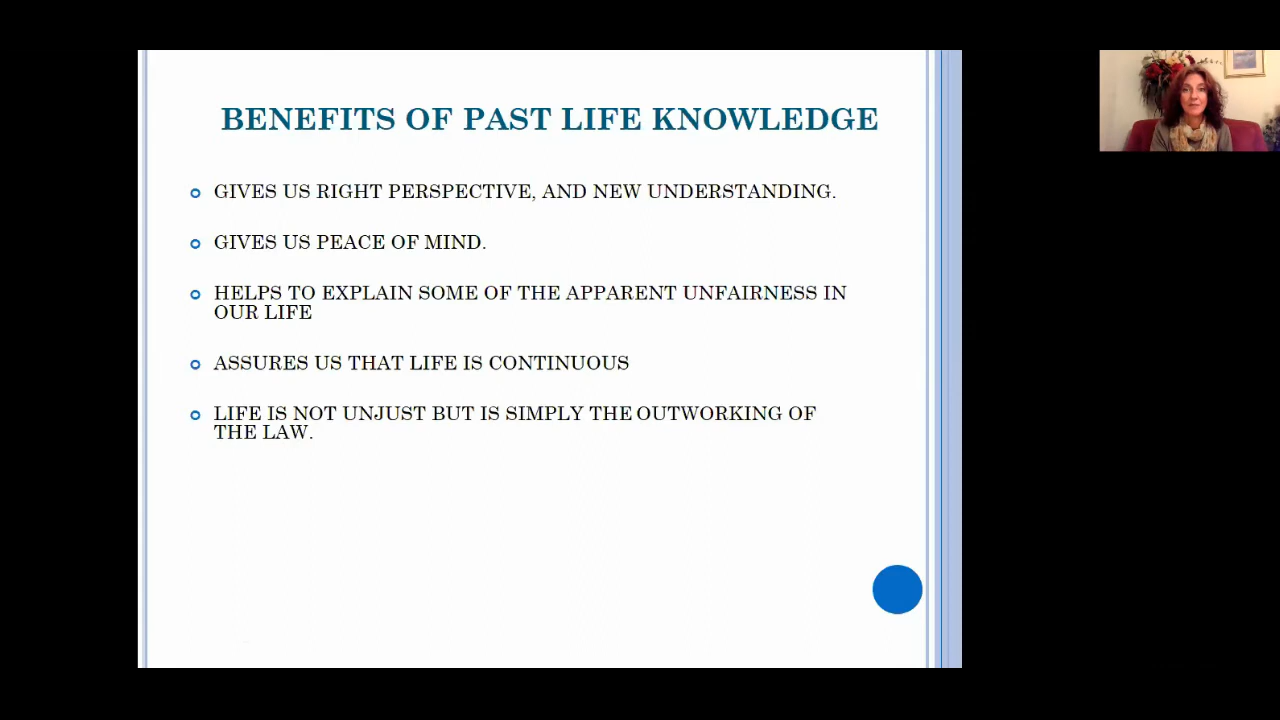 BENEFITS OF PAST LIFE KNOWLEDGE
GIVES US RIGHT PERSPECTIVE, AND NEW UNDERSTANDING.
GIVES US PEACE OF MIND.
HELPS TO EXPLAIN SOME OF THE APPARENT UNFAIRNESS IN
OUR LIFE
ASSURES US THAT LIFE IS CONTINUOUS
LIFE IS NOT UNJUST BUT IS SIMPLY THE OUTWORKING OF
THE LAW.